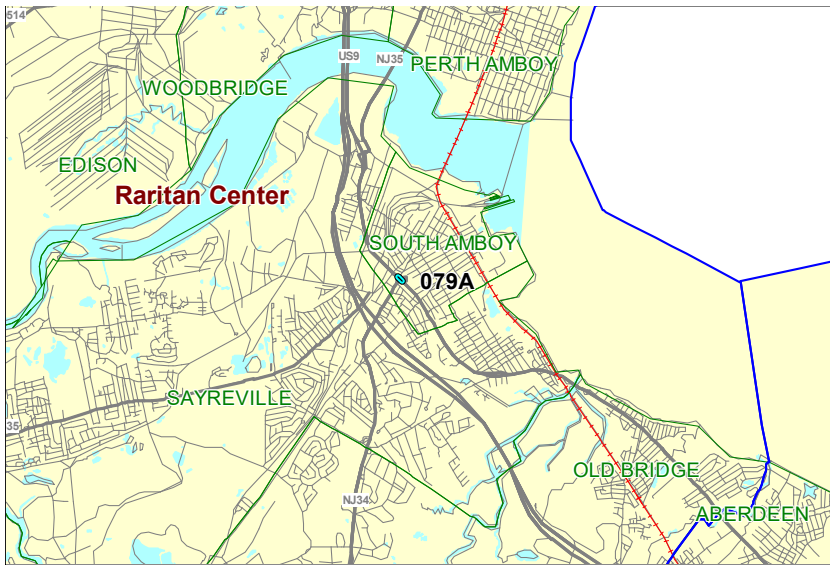 514
US9
NJ35
PERTH AMBOY
WOODBRIDGE
EDISON
Raritan Center
SOUTH AMBOY
079A
SAYREVILLE
35
OLD BRIDGE
NJ34
ABERDEEN